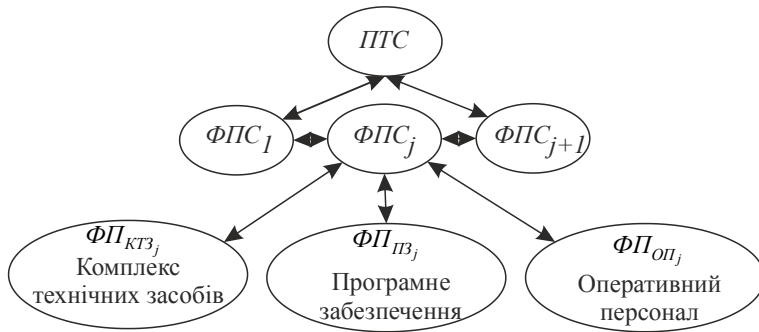 ПТС
ФПС1 ФПСj ФПСj+1
ФПКТЗj ФППЗj ФПОПj
Комплекс технічних засобів
Програмне забезпечення
Оперативний персонал